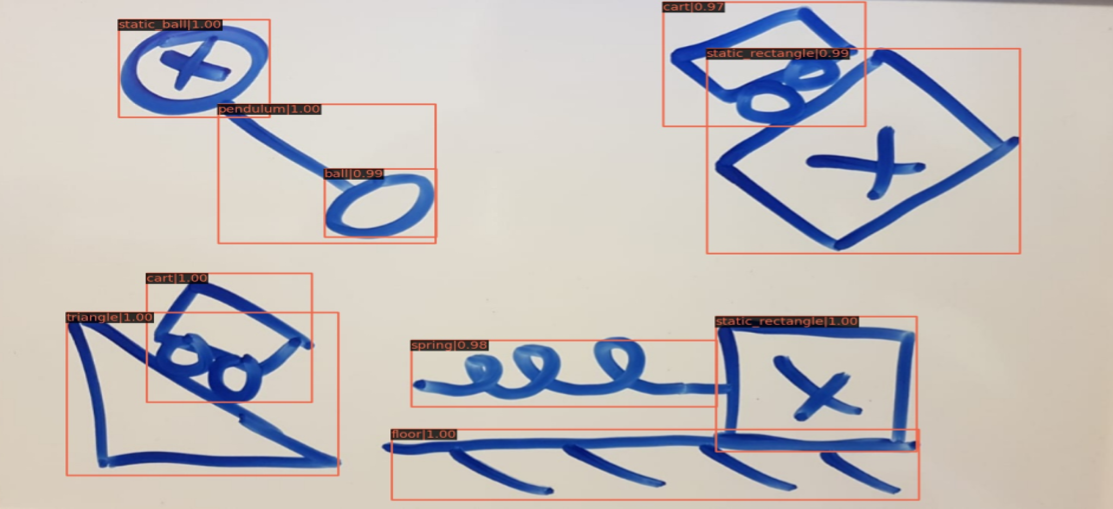 static_ball|1.00
pendulum|1.00
ball|0.99
cart|0.97
static_rectangle|0.99
cart|1.00
triangle|1.00
spring|0.98
static_rectangle|1.00
floor|1.00